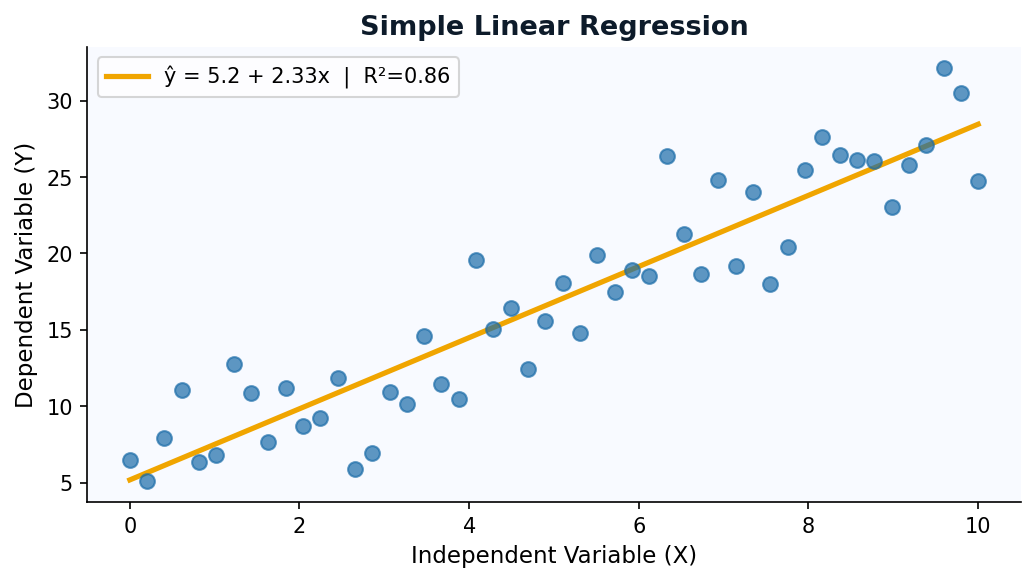 Simple Linear Regression
ŷ = 5.2 + 2.33x | R²=0.86
Dependent Variable (Y)
30
25
20
15
10
5
0 2 4 6 8 10
Independent Variable (X)